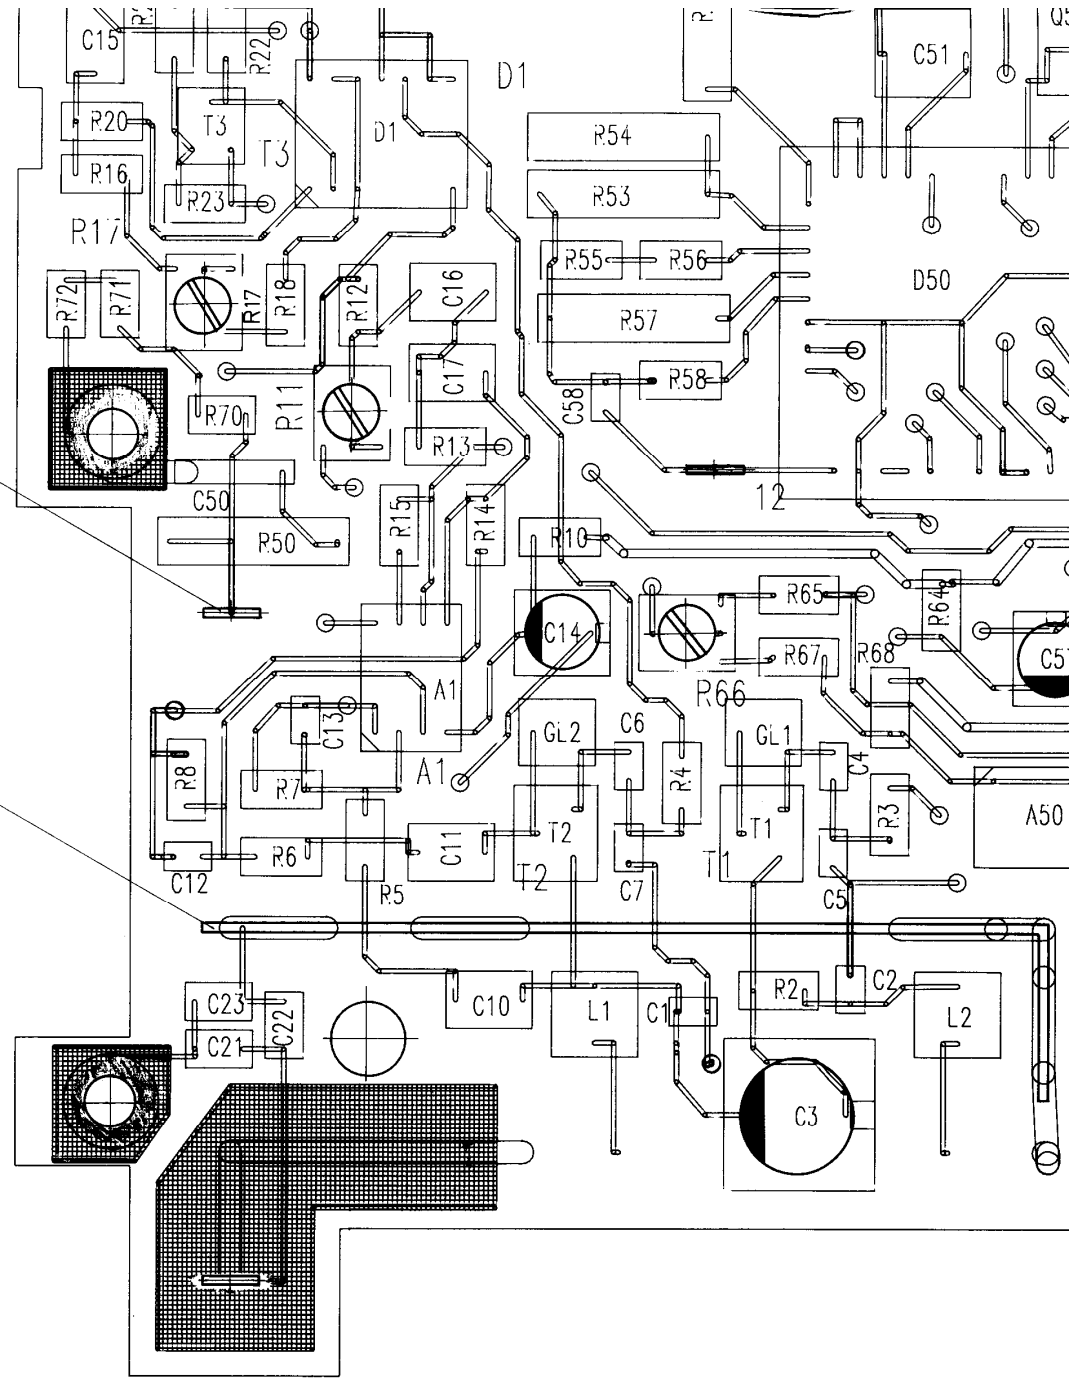 C15
R22
D1
C51
R20
T3
D1
R54
T3
R16
R23
R53
R17
R55
R56
D50
R72
R71
R17
R18
R12
C16
R57
C17
R58
R11
C58
R70
R13
C50
12
R15
R14
R50
R10
R65
R64
C14
R67
R68
A1
R66
C13
GL2
C6
GL1
C4
A1
R8
R7
R4
R3
A50
T2
T1
R6
C11
C12
R5
T2
C7
T1
C5
C23
C22
C10
L1
C1
R2
C2
L2
C21
C3